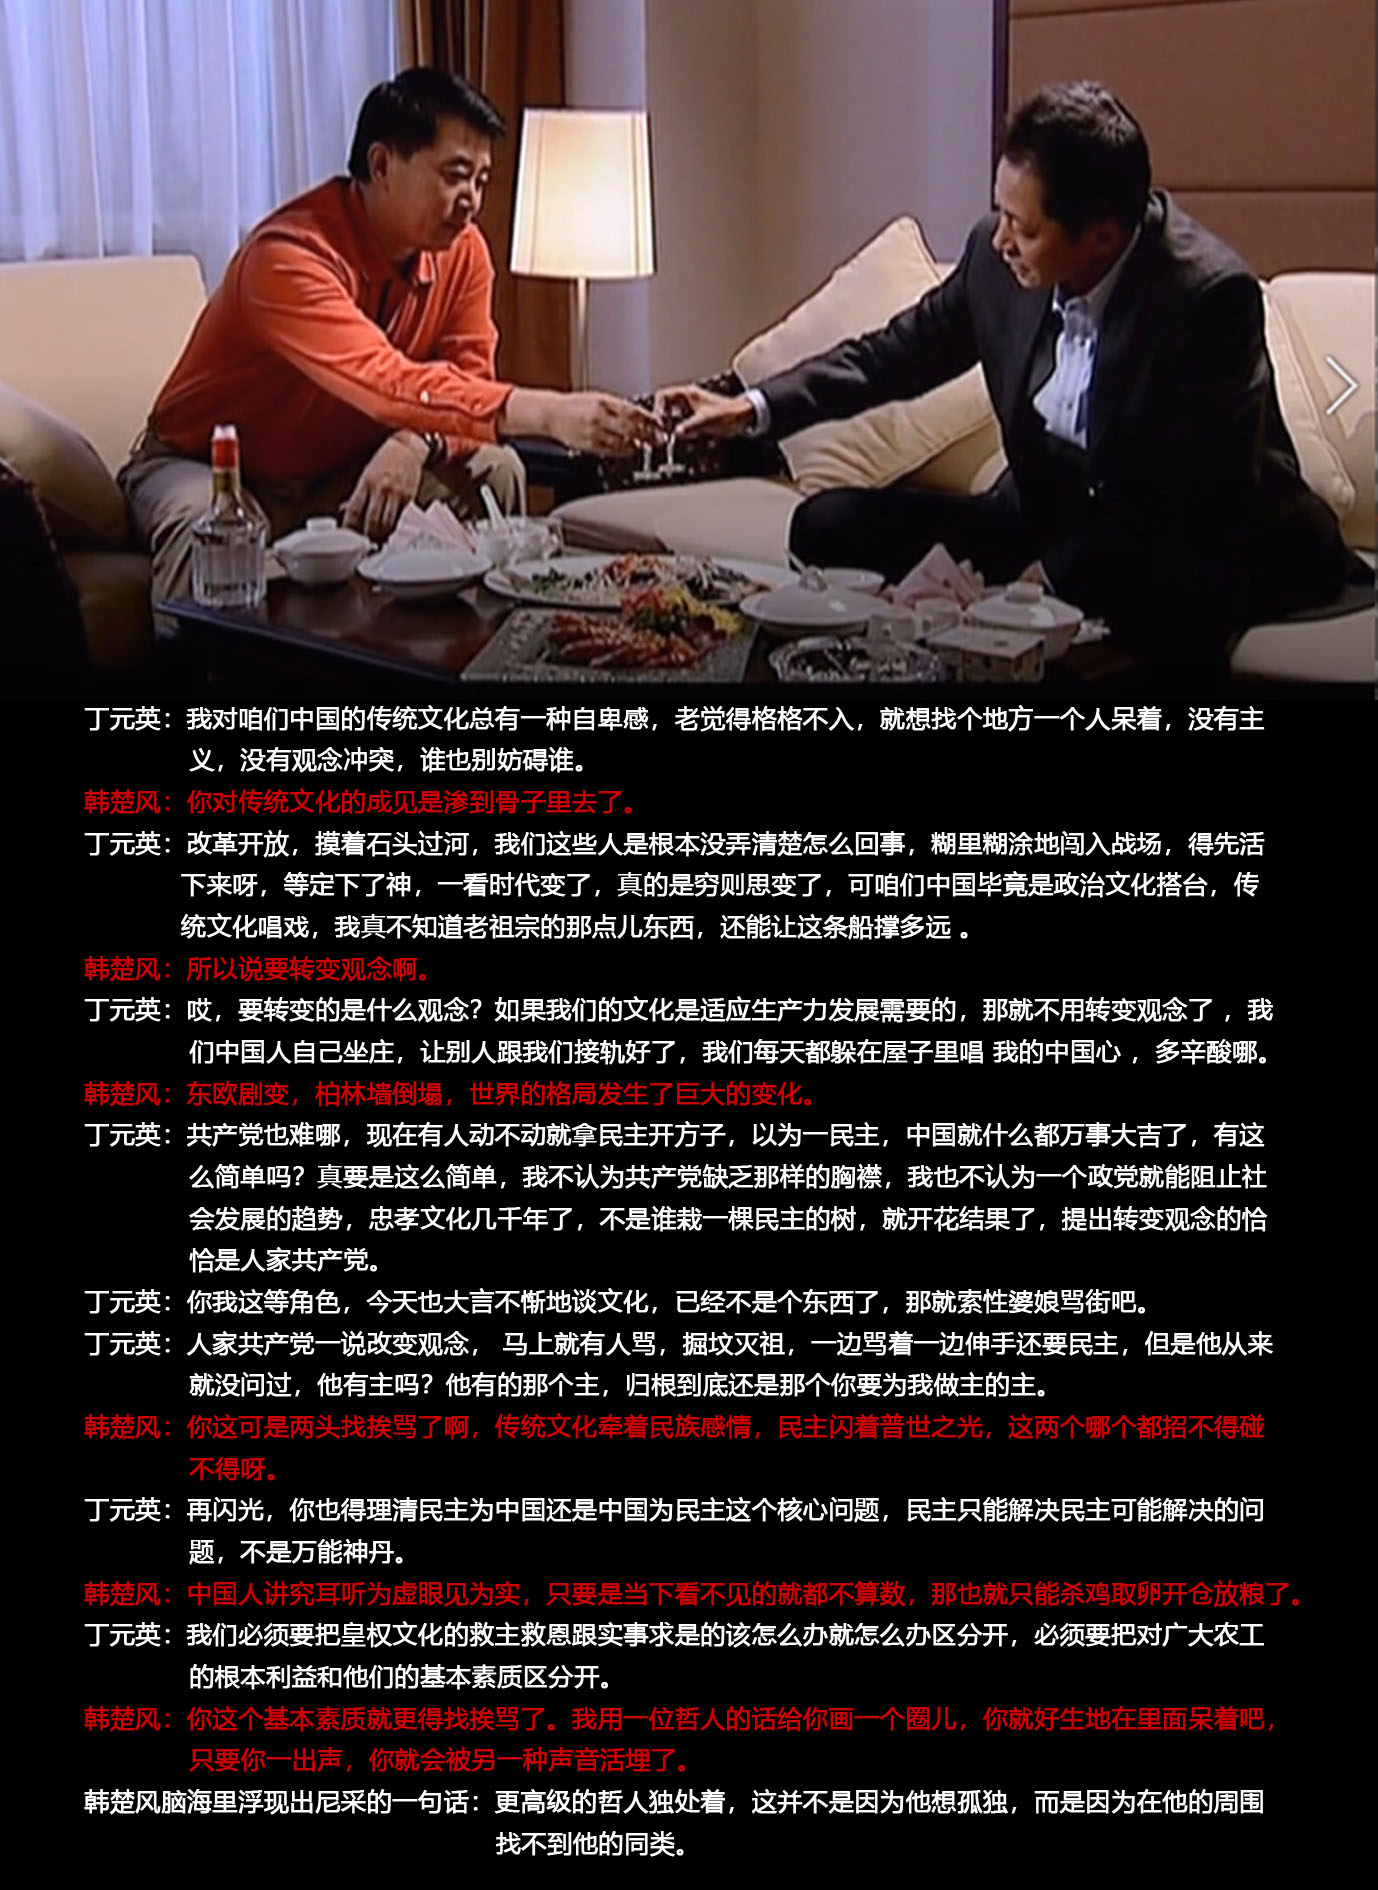 丁元英：我对咱们中国的传统文化总有一种自卑感，老觉得格格不入，就想找个地方一个人呆着，没有主
义，没有观念冲突，谁也别妨碍谁。
韩楚风：你对传统文化的成见是渗到骨子里去了。
丁元英：改革开放，摸着石头过河，我们这些人是根本没弄清楚怎么回事，糊里糊涂地闯入战场，得先活
下来呀，等定下了神，一看时代变了，真的是穷则思变了，可咱们中国毕竟是政治文化搭台，传
统文化唱戏，我真不知道老祖宗的那点儿东西，还能让这条船撑多远 。
韩楚风：所以说要转变观念啊。
丁元英：哎，要转变的是什么观念？如果我们的文化是适应生产力发展需要的，那就不用转变观念了 ，我
们中国人自己坐庄，让别人跟我们接轨好了，我们每天都躲在屋子里唱 我的中国心 ，多辛酸哪。
韩楚风：东欧剧变，柏林墙倒塌，世界的格局发生了巨大的变化。
丁元英：共产党也难哪，现在有人动不动就拿民主开方子，以为一民主，中国就什么都万事大吉了，有这
么简单吗？真要是这么简单，我不认为共产党缺乏那样的胸襟，我也不认为一个政党就能阻止社
会发展的趋势，忠孝文化几千年了，不是谁栽一棵民主的树，就开花结果了，提出转变观念的恰
恰是人家共产党。
丁元英：你我这等角色，今天也大言不惭地谈文化，已经不是个东西了，那就索性婆娘骂街吧。
丁元英：人家共产党一说改变观念， 马上就有人骂，掘坟灭祖，一边骂着一边伸手还要民主，但是他从来
就没问过，他有主吗？他有的那个主，归根到底还是那个你要为我做主的主。
韩楚风：你这可是两头找挨骂了啊，传统文化牵着民族感情，民主闪着普世之光，这两个哪个都招不得碰
不得呀。
丁元英：再闪光，你也得理清民主为中国还是中国为民主这个核心问题，民主只能解决民主可能解决的问
题，不是万能神丹。
韩楚风：中国人讲究耳听为虚眼见为实，只要是当下看不见的就都不算数，那也就只能杀鸡取卵开仓放粮了。
丁元英：我们必须要把皇权文化的救主救恩跟实事求是的该怎么办就怎么办区分开，必须要把对广大农工
的根本利益和他们的基本素质区分开。
韩楚风：你这个基本素质就更得找挨骂了。我用一位哲人的话给你画一个圈儿，你就好生地在里面呆着吧，
只要你一出声，你就会被另一种声音活埋了。
韩楚风脑海里浮现出尼采的一句话：更高级的哲人独处着，这并不是因为他想孤独，而是因为在他的周围
找不到他的同类。